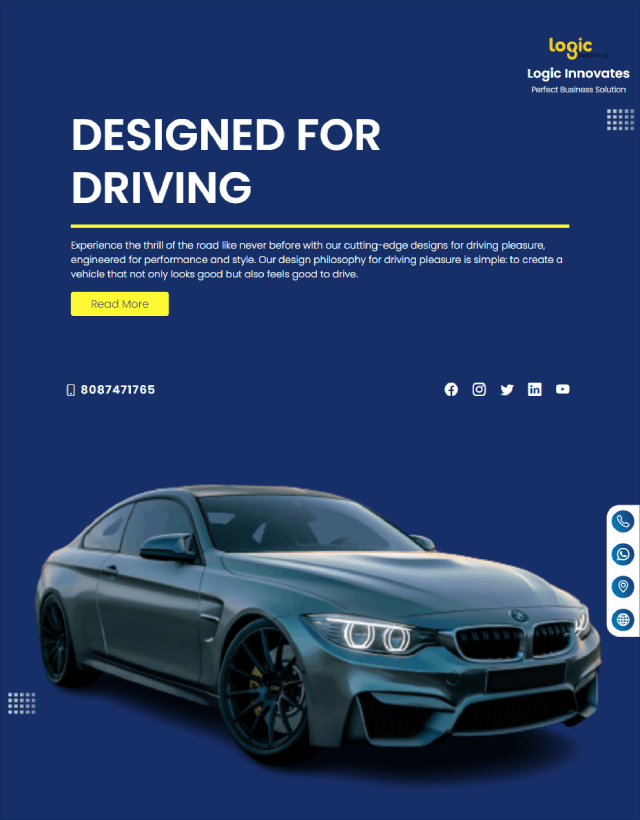 logic
Logic Innovates
Perfect Business Solution
DESIGNED FOR
DRIVING
Experience the thrill of the road like never before with our cutting-edge designs for driving pleasure,
engineered for performance and style. Our design philosophy for driving pleasure is simple: to create a
vehicle that not only looks good but also feels good to drive.
Read More
8087471765